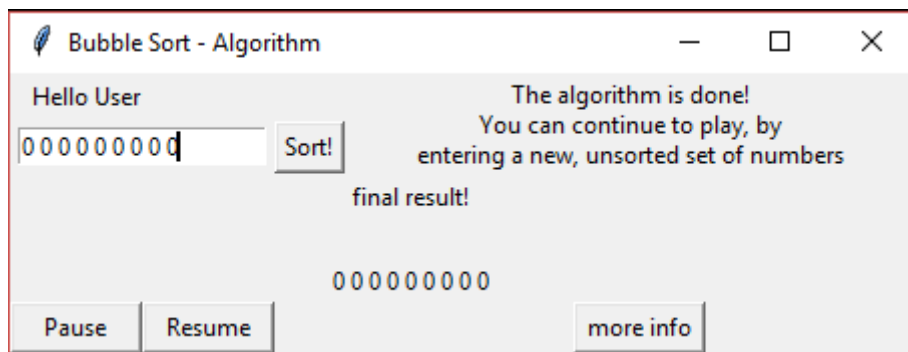 Bubble Sort - Algorithm
Hello User
The algorithm is done!
You can continue to play, by
entering a new, unsorted set of numbers
0 0 0 0 0 0 0 0 0
Sort!
final result!
0 0 0 0 0 0 0 0 0
Pause
Resume
more info